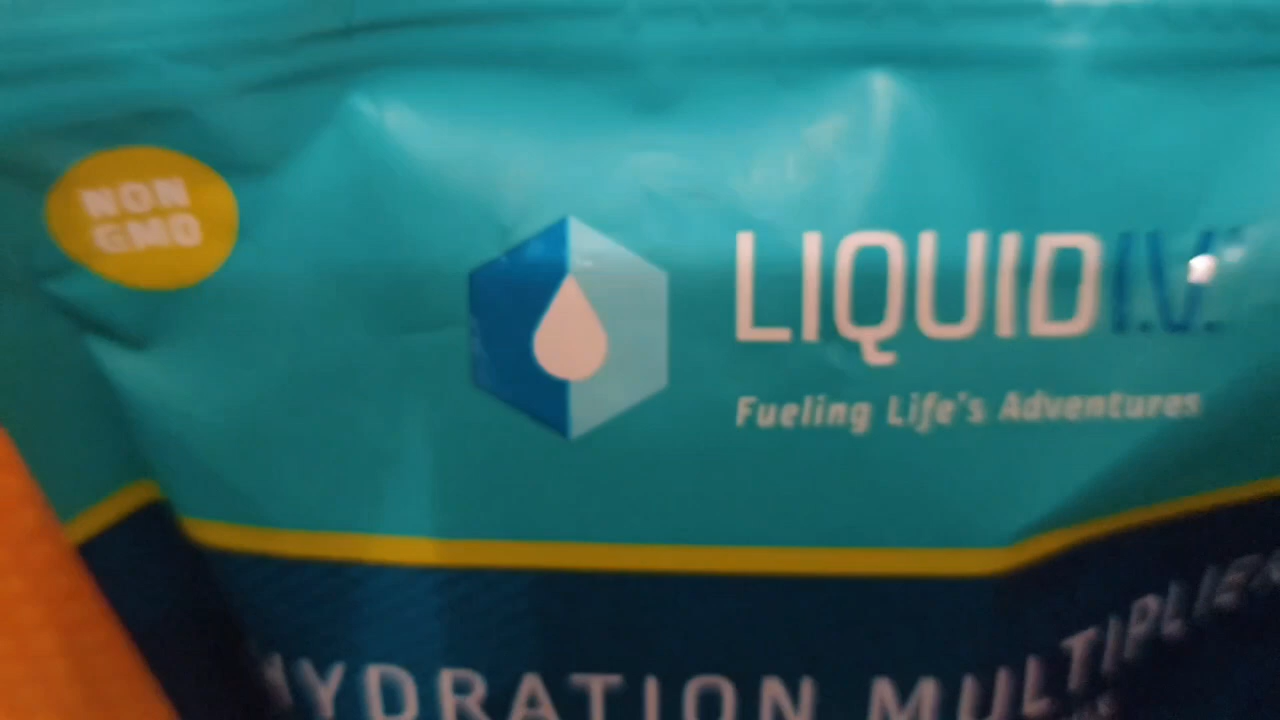 NON
GMO
LIQUID I.V.
Fueling Life's Adventures
HYDRATION MULTIPLIER